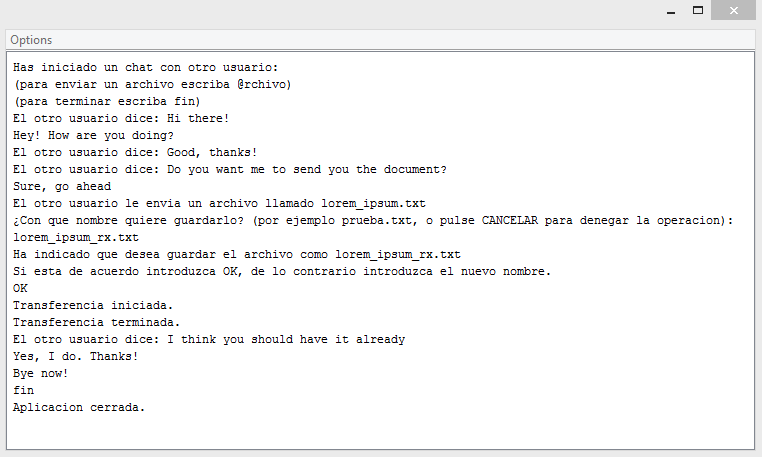 Options
Has iniciado un chat con otro usuario:
(para enviar un archivo escriba @rchivo)
(para terminar escriba fin)
El otro usuario dice: Hi there!
Hey! How are you doing?
El otro usuario dice: Good, thanks!
El otro usuario dice: Do you want me to send you the document?
Sure, go ahead
El otro usuario le envia un archivo llamado lorem_ipsum.txt
¿Con que nombre quiere guardarlo? (por ejemplo prueba.txt, o pulse CANCELAR para denegar la operacion):
lorem_ipsum_rx.txt
Ha indicado que desea guardar el archivo como lorem_ipsum_rx.txt
Si esta de acuerdo introduzca OK, de lo contrario introduzca el nuevo nombre.
OK
Transferencia iniciada.
Transferencia terminada.
El otro usuario dice: I think you should have it already
Yes, I do. Thanks!
Bye now!
fin
Aplicacion cerrada.